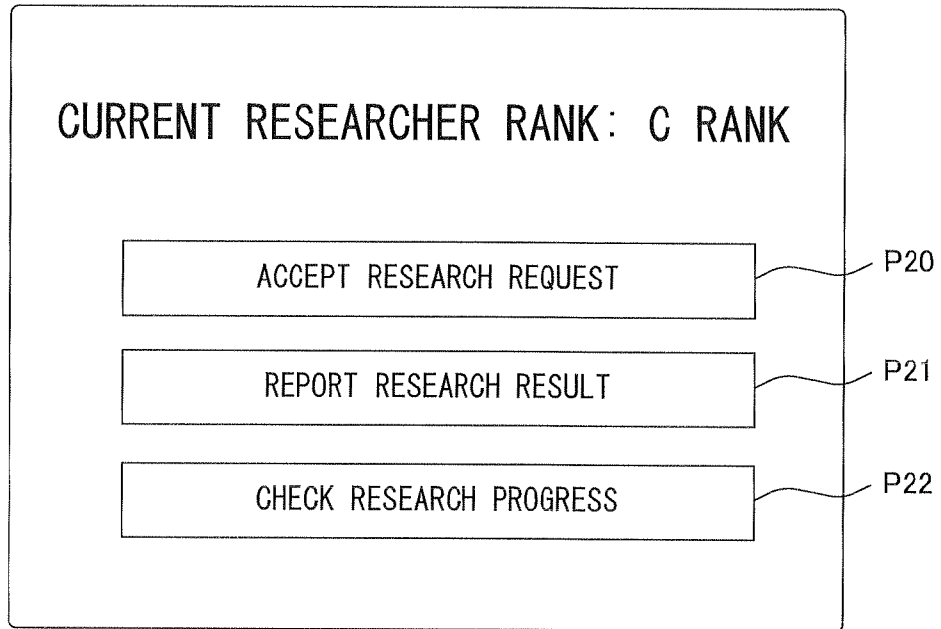 CURRENT RESEARCHER RANK: C RANK
ACCEPT RESEARCH REQUEST
P20
REPORT RESEARCH RESULT
P21
CHECK RESEARCH PROGRESS
P22